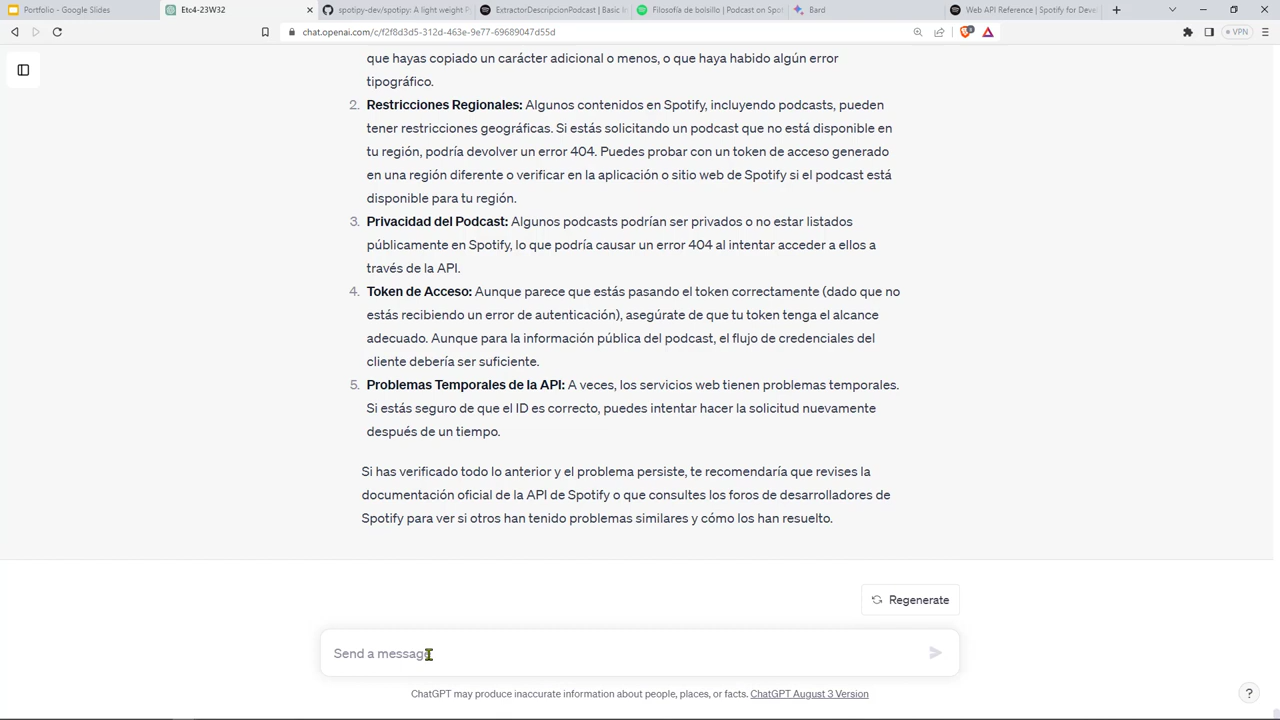 Portfolio - Google Slides
Etc4-23W32
spotipy-dev/spotipy: A light weight P
ExtractorDescripcionPodcast | Basic I
Filosofía de bolsillo | Podcast on Spot
Bard
Web API Reference | Spotify for Deve
chat.openai.com/c/f2f8d3d5-312d-463e-9e77-69689047d55d
VPN
que hayas copiado un carácter adicional o menos, o que haya habido algún error
tipográfico.
2. Restricciones Regionales: Algunos contenidos en Spotify, incluyendo podcasts, pueden
tener restricciones geográficas. Si estás solicitando un podcast que no está disponible en
tu región, podría devolver un error 404. Puedes probar con un token de acceso generado
en una región diferente o verificar en la aplicación o sitio web de Spotify si el podcast está
disponible para tu región.
3. Privacidad del Podcast: Algunos podcasts podrían ser privados o no estar listados
públicamente en Spotify, lo que podría causar un error 404 al intentar acceder a ellos a
través de la API.
4. Token de Acceso: Aunque parece que estás pasando el token correctamente (dado que no
estás recibiendo un error de autenticación), asegúrate de que tu token tenga el alcance
adecuado. Aunque para la información pública del podcast, el flujo de credenciales del
cliente debería ser suficiente.
5. Problemas Temporales de la API: A veces, los servicios web tienen problemas temporales.
Si estás seguro de que el ID es correcto, puedes intentar hacer la solicitud nuevamente
después de un tiempo.
Si has verificado todo lo anterior y el problema persiste, te recomendaría que revises la
documentación oficial de la API de Spotify o que consultes los foros de desarrolladores de
Spotify para ver si otros han tenido problemas similares y cómo los han resuelto.
Regenerate
Send a message
ChatGPT may produce inaccurate information about people, places, or facts. ChatGPT August 3 Version
?